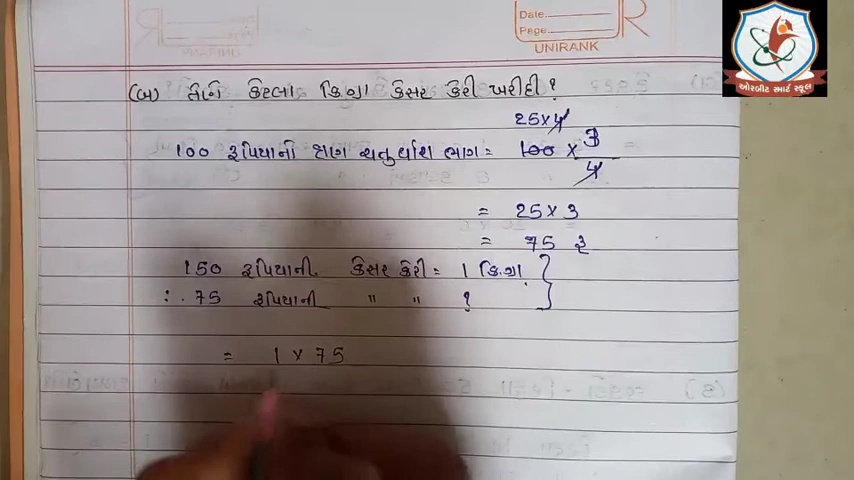 Date:
Page:
UNIRANK
ઓરબીટ સ્માર્ટ સ્કૂલ
(બ) તેણે કેટલા કિગ્રા કેસર કેરી ખરીદી ?
25 x 4
100 રૂપિયાની ત્રણ ચતુર્થાંશ ભાગ = 100 x 3
4
= 25 x 3
= 75 રૂ
150 રૂપિયાની. કેસર કેરી = 1 કિ.ગ્રા.
∴ 75 રૂપિયાની " " ?
= 1 x 75